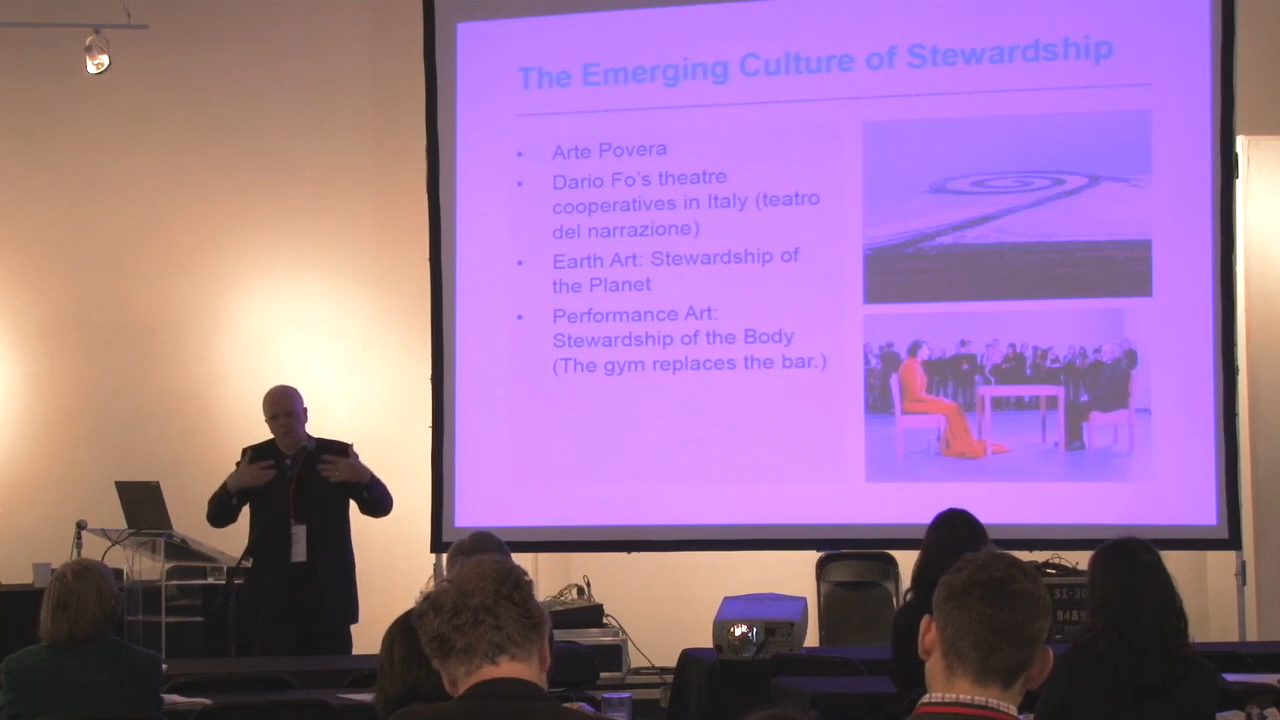 The Emerging Culture of Stewardship
• Arte Povera
• Dario Fo's theatre
cooperatives in Italy (teatro
del narrazione)
• Earth Art: Stewardship of
the Planet
• Performance Art:
Stewardship of the Body
(The gym replaces the bar.)